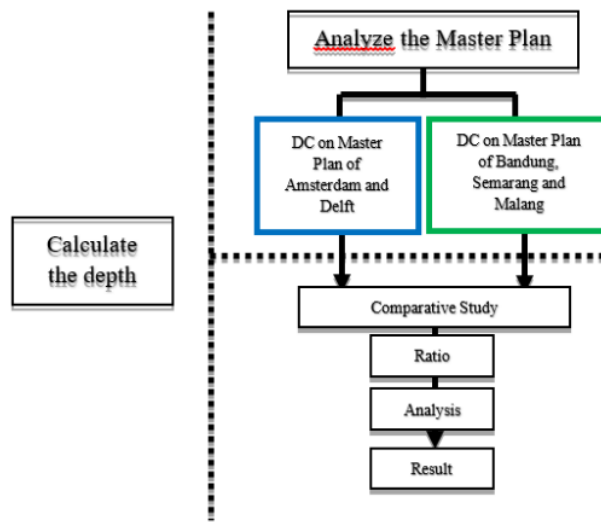 Analyze the Master Plan
DC on Master
Plan of
Amsterdam and
Delft
DC on Master Plan
of Bandung,
Semarang and
Malang
Calculate
the depth
Comparative Study
Ratio
Analysis
Result